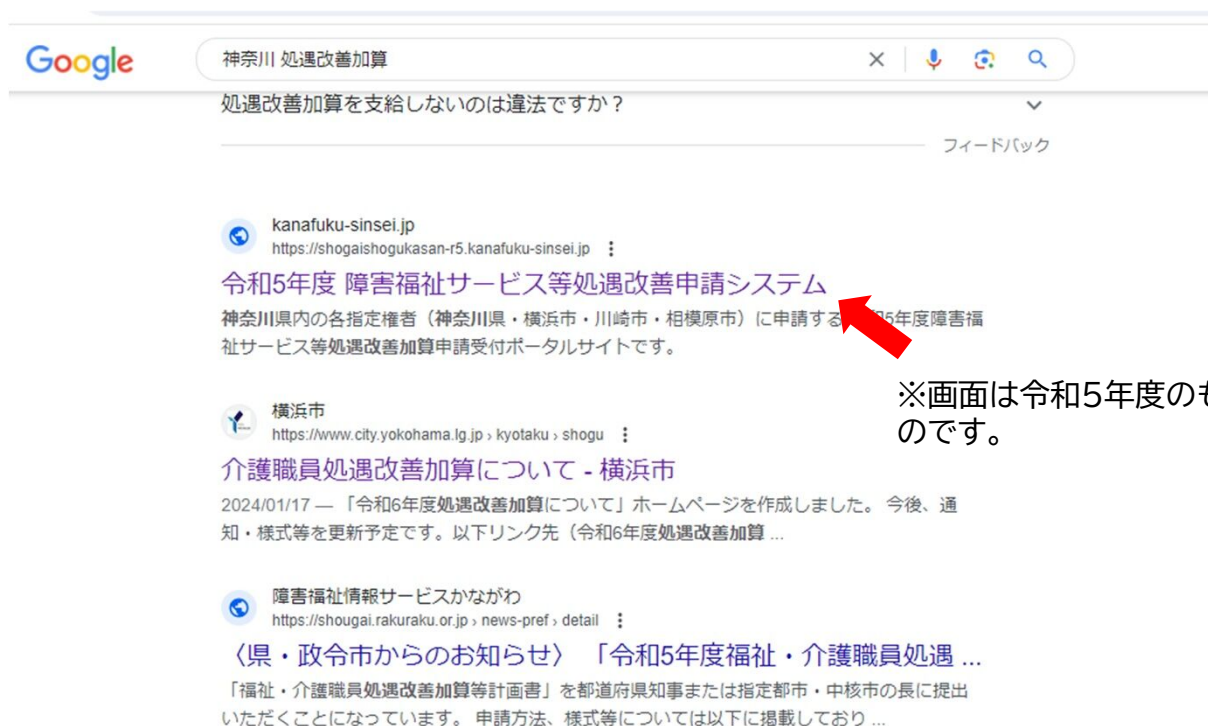 Google
神奈川 処遇改善加算
処遇改善加算を支給しないのは違法ですか？
フィードバック
kanafuku-sinsei.jp
https://shogaishogukasan-r5.kanafuku-sinsei.jp
令和5年度 障害福祉サービス等処遇改善申請システム
神奈川県内の各指定権者（神奈川県・横浜市・川崎市・相模原市）に申請する 5年度障害福
祉サービス等処遇改善加算申請受付ポータルサイトです。
※画面は令和5年度のも
のです。
横浜市
https://www.city.yokohama.lg.jp › kyotaku › shogu
介護職員処遇改善加算について - 横浜市
2024/01/17 — 「令和6年度処遇改善加算について」ホームページを作成しました。 今後、通
知・様式等を更新予定です。以下リンク先（令和6年度処遇改善加算 ...
障害福祉情報サービスかながわ
https://shougai.rakuraku.or.jp › news-pref › detail
〈県・政令市からのお知らせ〉 「令和5年度福祉・介護職員処遇 ...
「福祉・介護職員処遇改善加算等計画書」を都道府県知事または指定都市・中核市の長に提出
いただくことになっています。 申請方法、様式等については以下に掲載しており ...